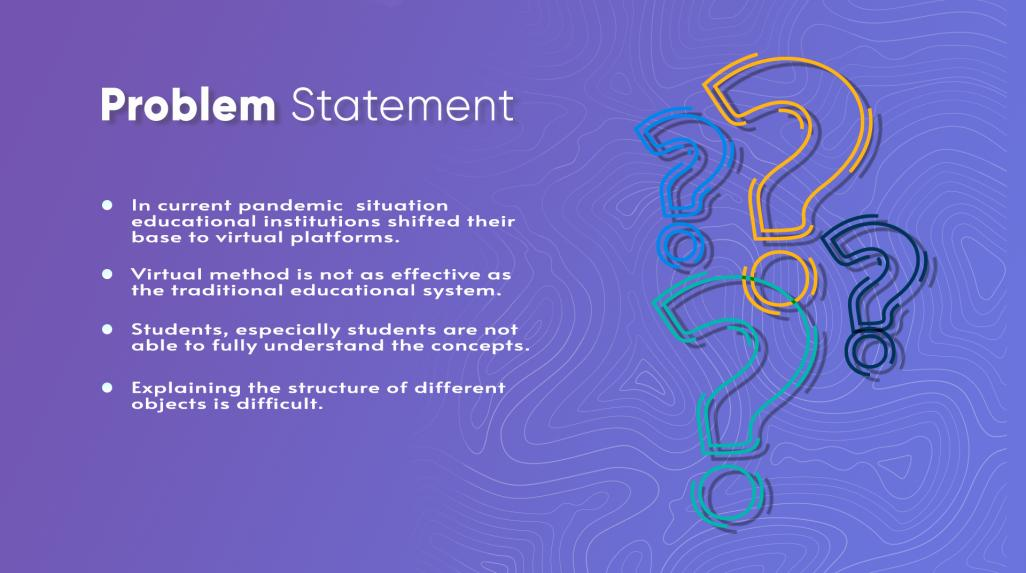 Problem Statement
In current pandemic  situation
educational institutions shifted their
base to virtual platforms.
Virtual method is not as effective as
the traditional educational system.
Students, especially students are not
able to fully understand the concepts.
Explaining the structure of different
objects is difficult.